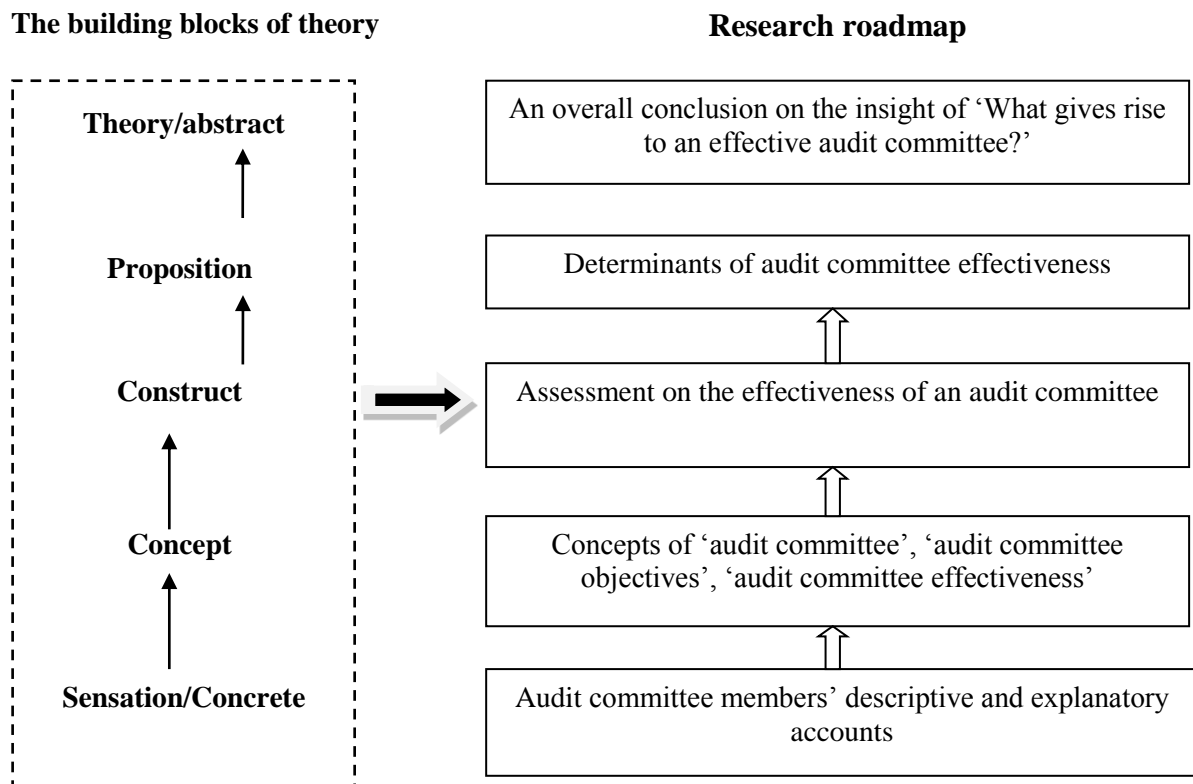 The building blocks of theory
Research roadmap
Theory/abstract
Proposition
Construct
Concept
Sensation/Concrete
An overall conclusion on the insight of ‘What gives rise
to an effective audit committee?’
Determinants of audit committee effectiveness
Assessment on the effectiveness of an audit committee
Concepts of ‘audit committee’, ‘audit committee
objectives’, ‘audit committee effectiveness’
Audit committee members’ descriptive and explanatory
accounts